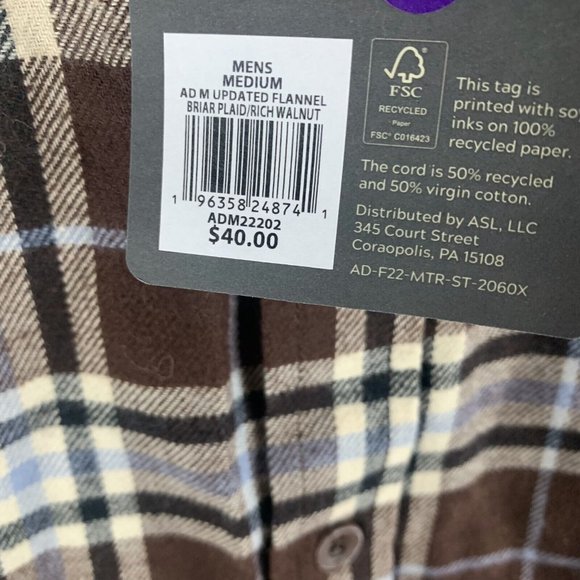 MENS
MEDIUM
AD M UPDATED FLANNEL
BRIAR PLAID/RICH WALNUT
1 96358 24874 1
ADM22202
$40.00
FSC
RECYCLED
Paper
FSC® C016423
This tag is
printed with soy
inks on 100%
recycled paper.
The cord is 50% recycled
and 50% virgin cotton.
Distributed by ASL, LLC
345 Court Street
Coraopolis, PA 15108
AD-F22-MTR-ST-2060X